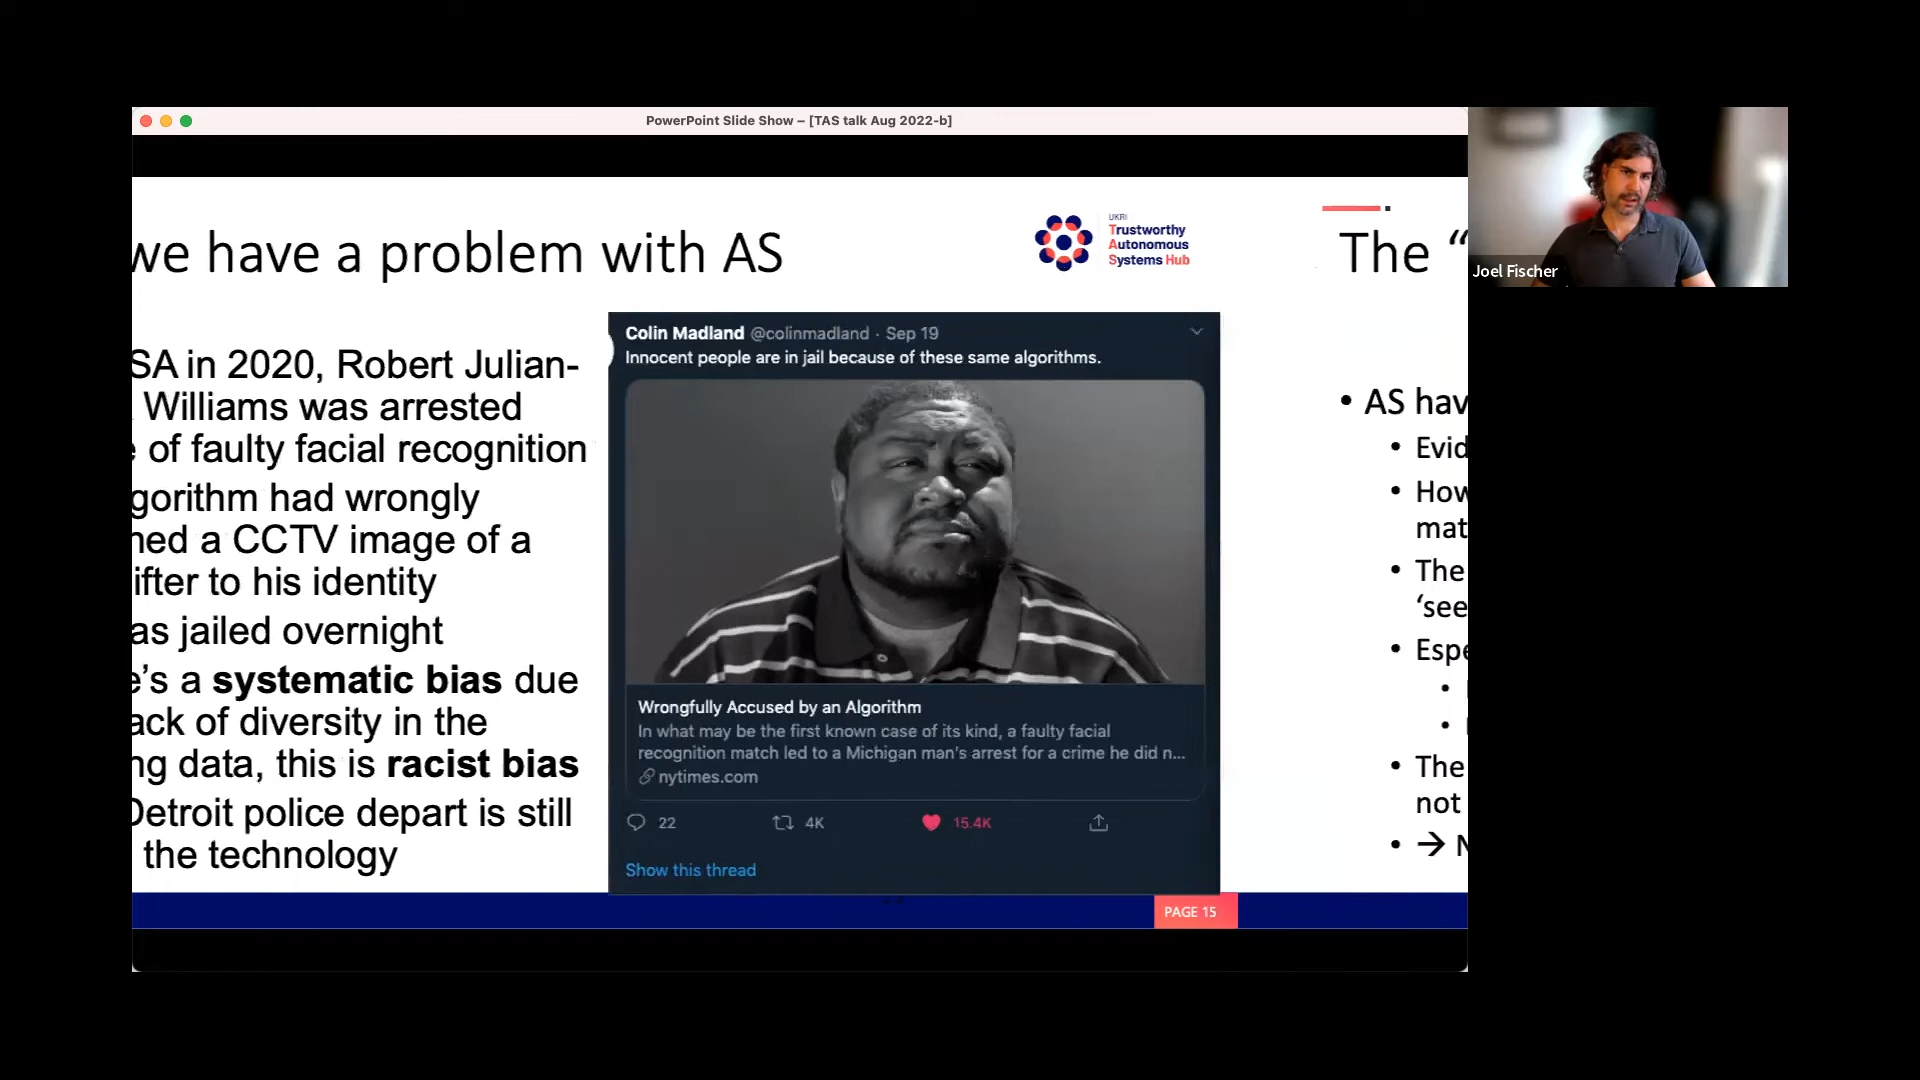 PowerPoint Slide Show – [TAS talk Aug 2022-b]
we have a problem with AS
UKRI
Trustworthy
Autonomous
Systems Hub
SA in 2020, Robert Julian-
Williams was arrested
of faulty facial recognition
gorithm had wrongly
hed a CCTV image of a
ifter to his identity
as jailed overnight
e’s a systematic bias due
ack of diversity in the
ng data, this is racist bias
Detroit police depart is still
the technology
Colin Madland @colinmadland · Sep 19
Innocent people are in jail because of these same algorithms.
Wrongfully Accused by an Algorithm
In what may be the first known case of its kind, a faulty facial
recognition match led to a Michigan man’s arrest for a crime he did n...
nytimes.com
22 4K 15.4K
Show this thread
PAGE 15
The “
• AS hav
• Evid
• How
mat
• The
‘see
• Espe
• The
not
• → N
Joel Fischer